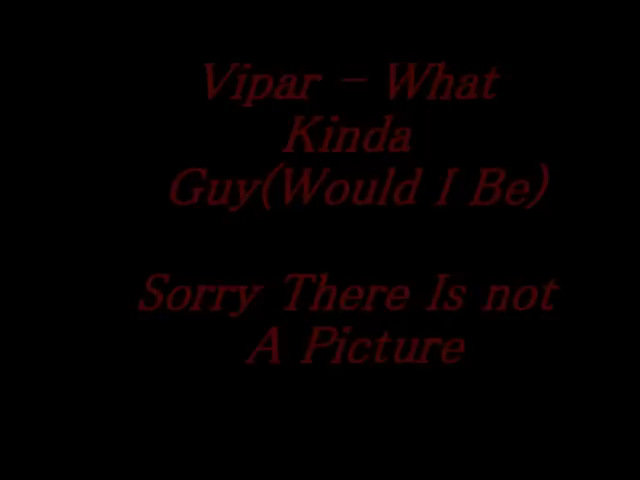 Vipar - What
Kinda
Guy(Would I Be)
Sorry There Is not
A Picture